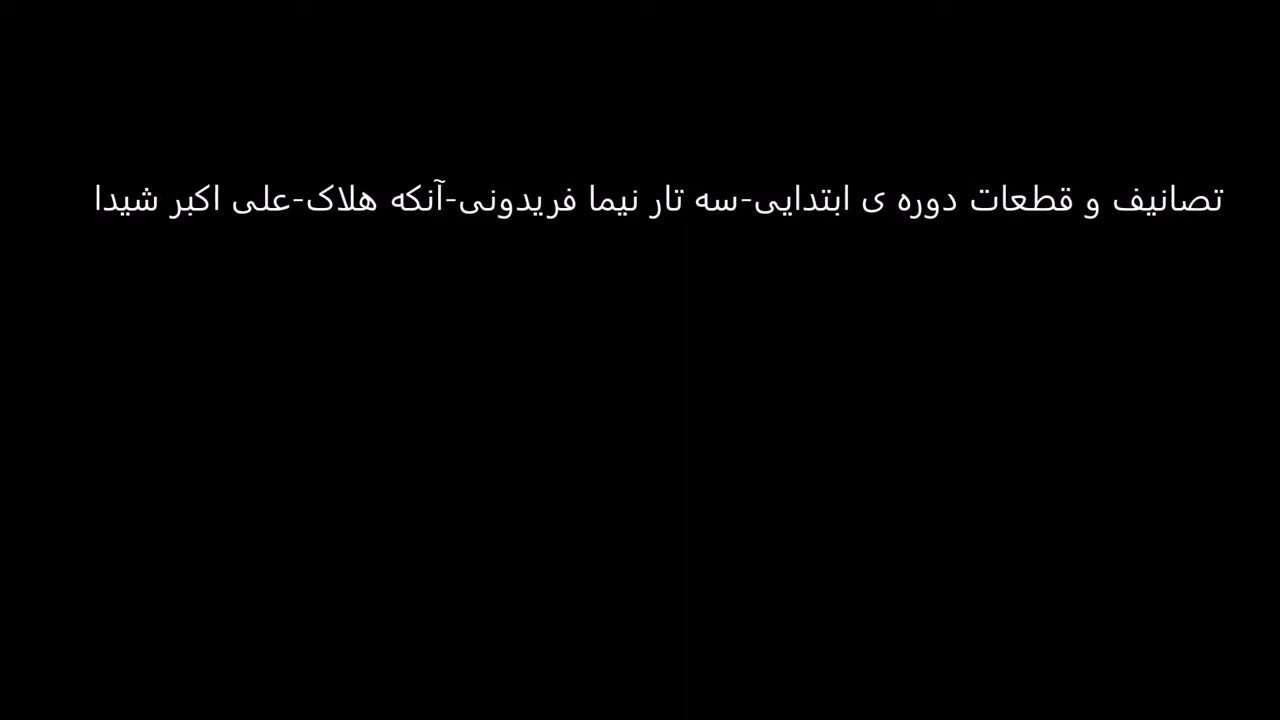 تصانیف و قطعات دوره ی ابتدایی-سه تار نیما فریدونی-آنکه هلاک-علی اکبر شیدا